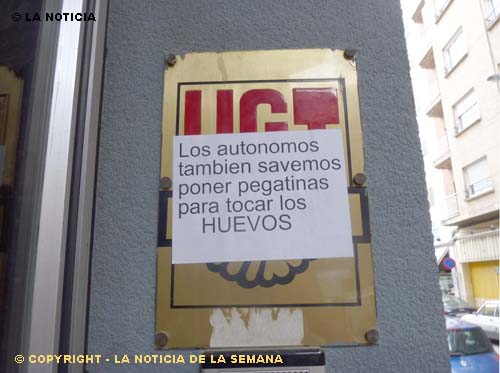 © LA NOTICIA
UGT
Los autonomos
tambien savemos
poner pegatinas
para tocar los
HUEVOS
© COPYRIGHT - LA NOTICIA DE LA SEMANA